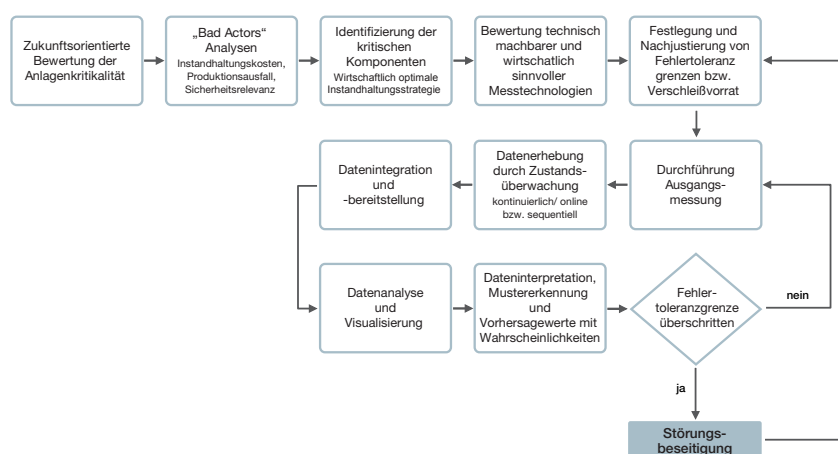 Zukunftsorientierte
Bewertung der
Anlagenkritikalität
„Bad Actors“
Analysen
Instandhaltungskosten,
Produktionsausfall,
Sicherheitsrelevanz
Identifizierung der
kritischen
Komponenten
Wirtschaftlich optimale
Instandhaltungsstrategie
Bewertung technisch
machbarer und
wirtschatlich
sinnvoller
Messtechnologien
Festlegung und
Nachjustierung von
Fehlertoleranz
grenzen bzw.
Verschleißvorrat
Datenintegration
und
-bereitstellung
Datenerhebung
durch Zustands-
überwachung
kontinuierlich/ online
bzw. sequentiell
Durchführung
Ausgangs-
messung
Datenanalyse
und
Visualisierung
Dateninterpretation,
Mustererkennung
und
Vorhersagewerte mit
Wahrscheinlichkeiten
Fehler-
toleranzgrenze
überschritten
nein
ja
Störungs-
beseitigung